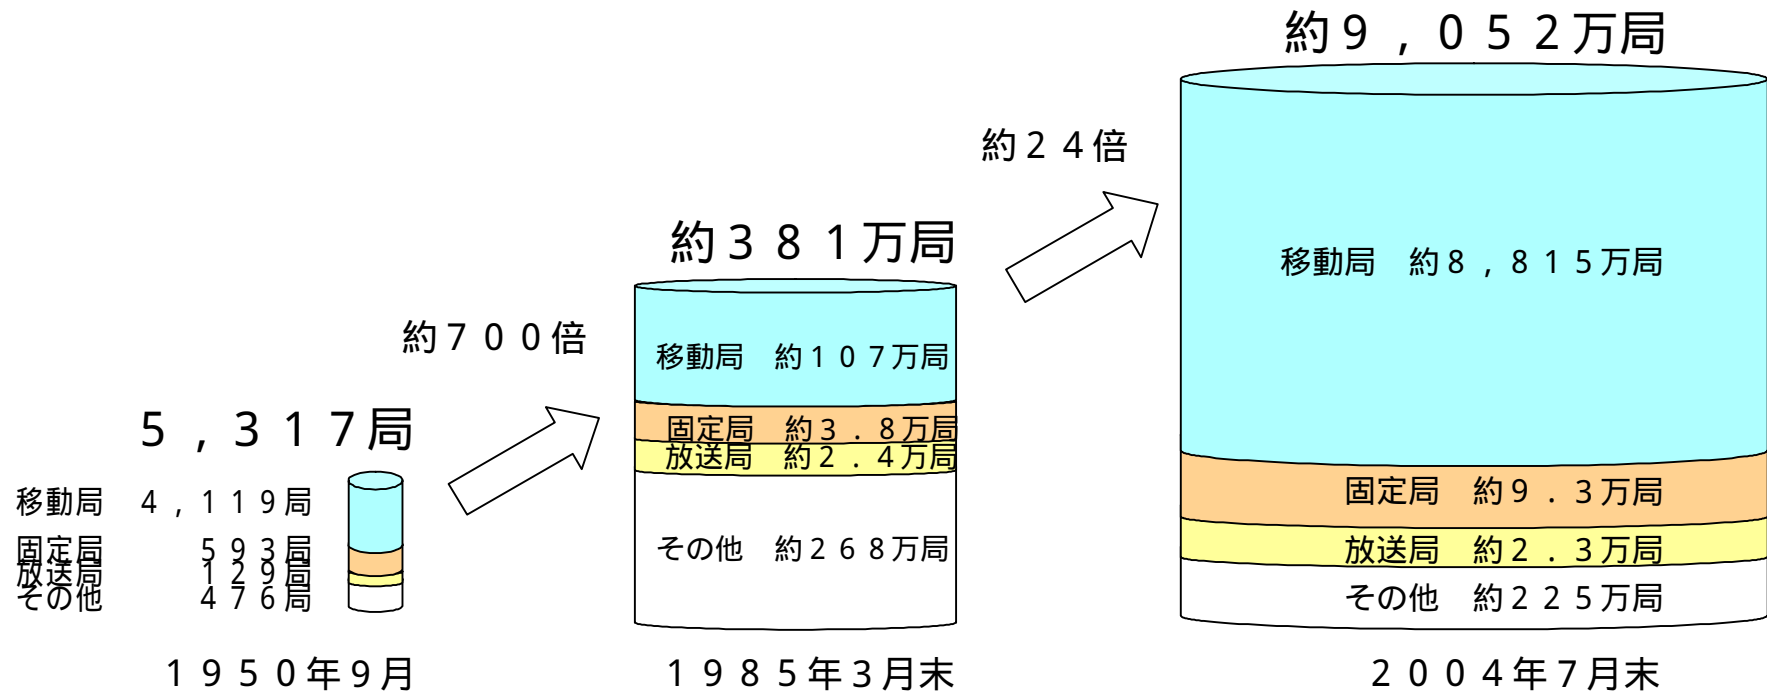 約９，０５２万局
約２４倍
約３８１万局
移動局　約８，８１５万局
約７００倍
移動局　約１０７万局
５，３１７局
固定局　約３．８万局
放送局　約２．４万局
移動局　４，１１９局
固定局　５９３局
放送局　１２９局
その他　４７６局
その他　約２６８万局
固定局　約９．３万局
放送局　約２．３万局
その他　約２２５万局
１９５０年９月
１９８５年３月末
２００４年７月末